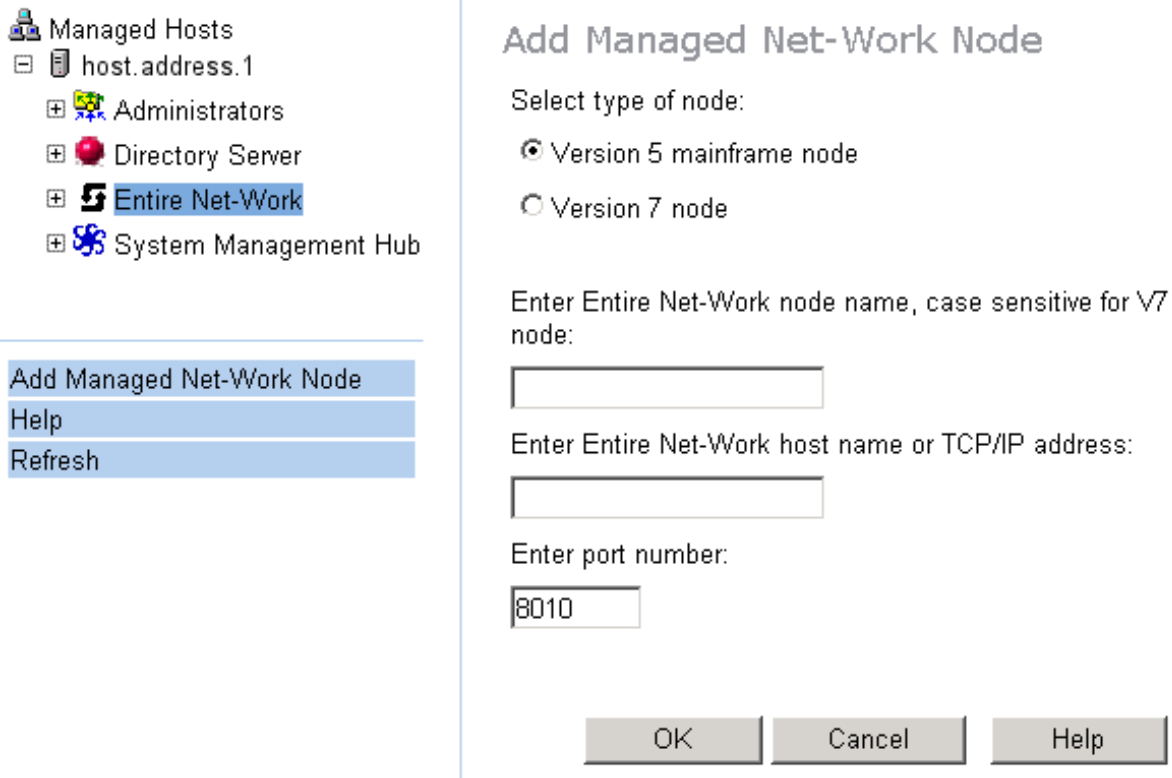 Managed Hosts
host.address.1
Administrators
Directory Server
Entire Net-Work
System Management Hub
Add Managed Net-Work Node
Help
Refresh
Add Managed Net-Work Node
Select type of node:
Version 5 mainframe node
Version 7 node
Enter Entire Net-Work node name, case sensitive for V7
node:
Enter Entire Net-Work host name or TCP/IP address:
Enter port number:
8010
OK
Cancel
Help